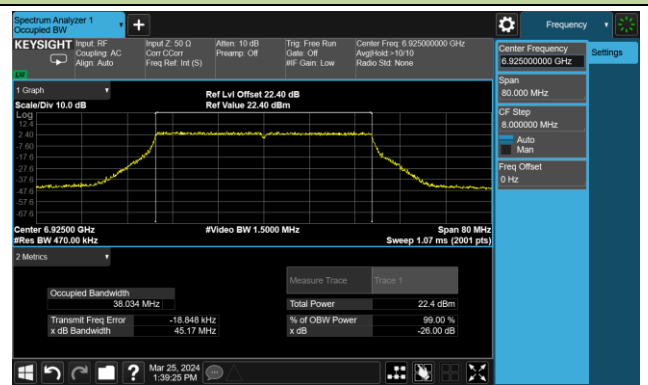 Spectrum Analyzer 1
Occupied BW
+
Frequency
KEYSIGHT
Input: RF
Coupling: AC
Align: Auto
Input Z: 50 Ω
Corr CCorr
Freq Ref: Int (S)
Atten: 10 dB
Preamp: Off
Trig: Free Run
Gate: Off
#IF Gain: Low
Center Freq: 6.925000000 GHz
Avg|Hold:>10/10
Radio Std: None
Center Frequency
6.925000000 GHz
Settings
Span
80.000 MHz
CF Step
8.000000 MHz
Auto
Man
Freq Offset
0 Hz
1 Graph
Scale/Div 10.0 dB
Ref Lvl Offset 22.40 dB
Ref Value 22.40 dBm
Log
12.4
2.40
-7.60
-17.6
-27.6
-37.6
-47.6
-57.6
-67.6
Center 6.92500 GHz
#Res BW 470.00 kHz
#Video BW 1.5000 MHz
Span 80 MHz
Sweep 1.07 ms (2001 pts)
2 Metrics
Measure Trace
Trace 1
Occupied Bandwidth
38.034 MHz
Total Power 22.4 dBm
Transmit Freq Error -18.848 kHz
% of OBW Power 99.00 %
x dB Bandwidth 45.17 MHz
x dB -26.00 dB
?
Mar 25, 2024
1:39:25 PM